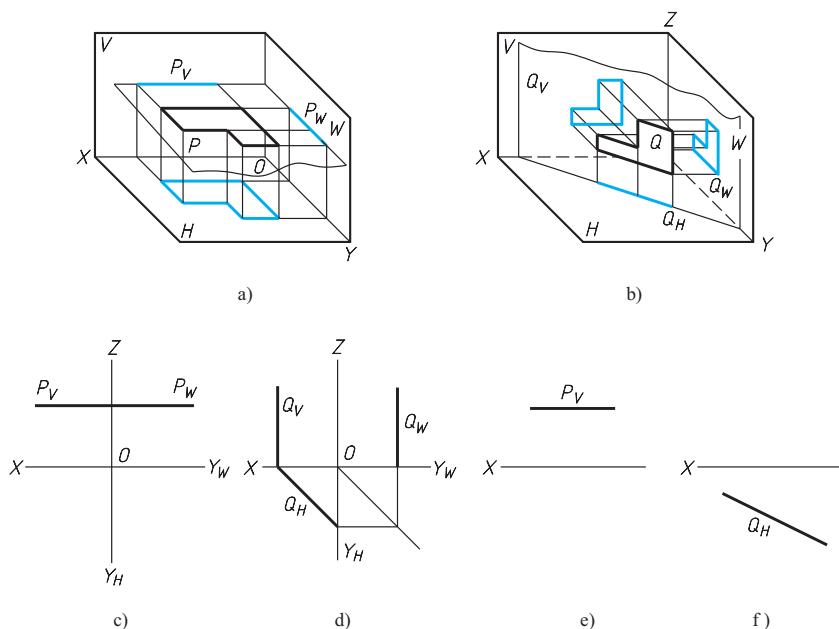 V
P_V
P_W
W
P
X
O
H
Y
a)
Z
V
Q_V
Q
W
X
Q_W
Q_H
H
Y
b)
Z
P_V
P_W
O
X
Y_W
Y_H
c)
Z
Q_V
Q_W
O
X
Y_W
Q_H
Y_H
d)
P_V
X
e)
X
Q_H
f )